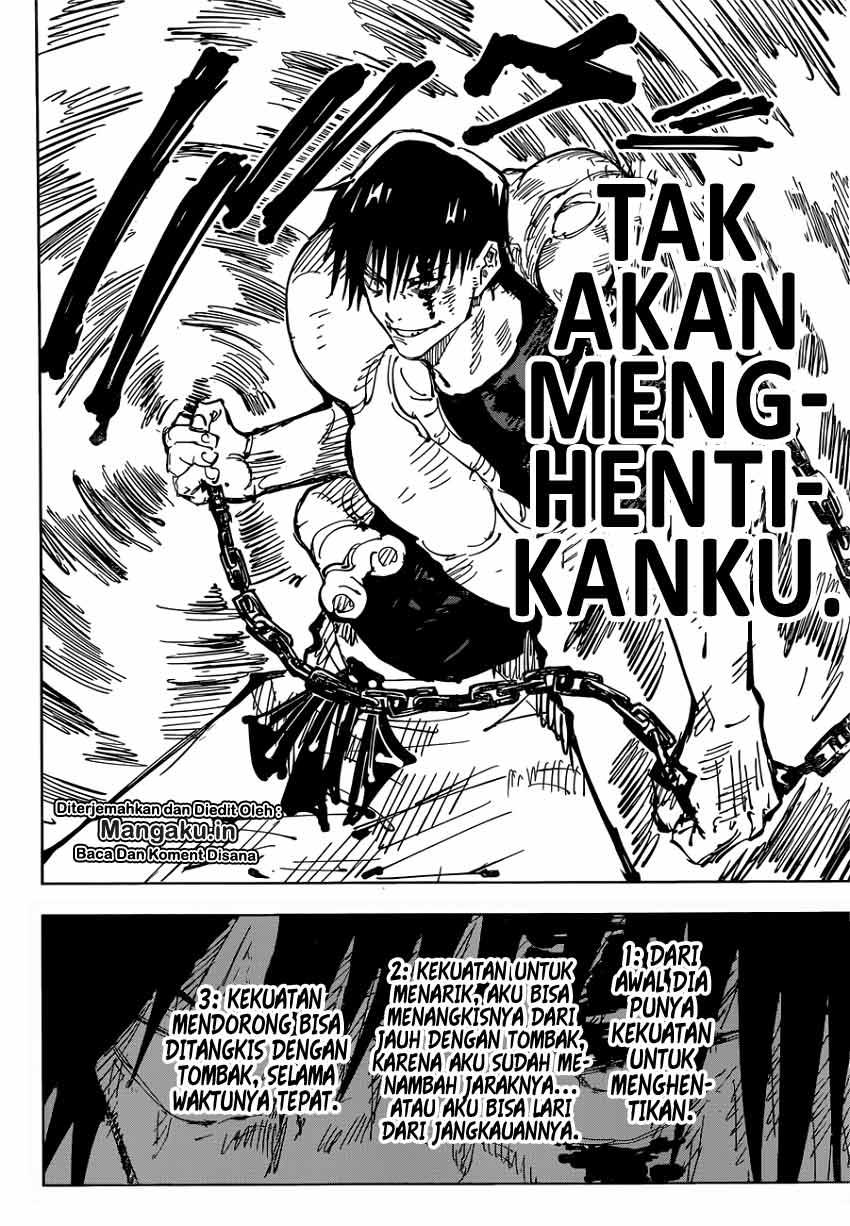 TAK
AKAN
MENG-
HENTI-
KANKU.
Diterjemahkan dan Diedit Oleh :
Mangaku.in
Baca Dan Koment Disana
1: DARI
AWAL DIA
PUNYA
KEKUATAN
UNTUK
MENGHEN-
TIKAN.
2: KEKUATAN UNTUK
MENARIK, AKU BISA
MENANGKISNYA DARI
JAUH DENGAN TOMBAK,
KARENA AKU SUDAH ME-
NAMBAH JARAKNYA...
ATAU AKU BISA LARI
DARI JANGKAUANNYA.
3: KEKUATAN
MENDORONG BISA
DITANGKIS DENGAN
TOMBAK, SELAMA
WAKTUNYA TEPAT.